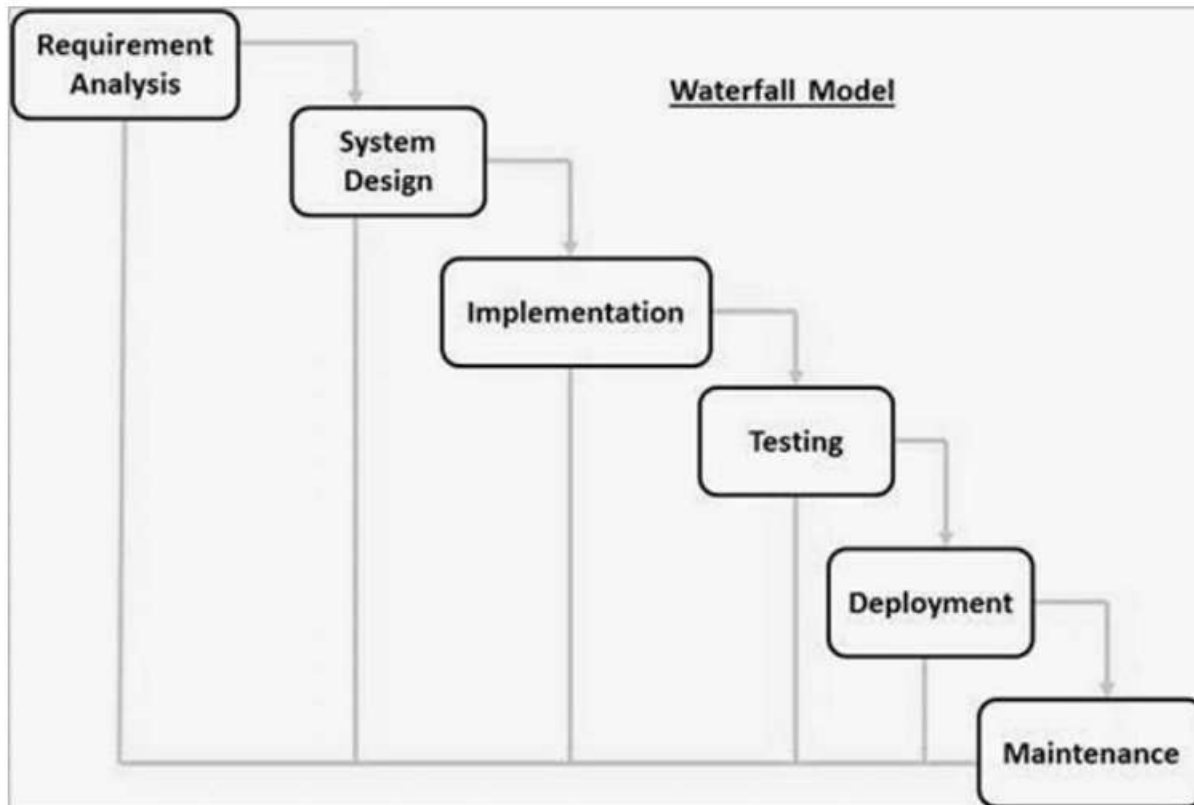 Requirement
Analysis
Waterfall Model
System
Design
Implementation
Testing
Deployment
Maintenance